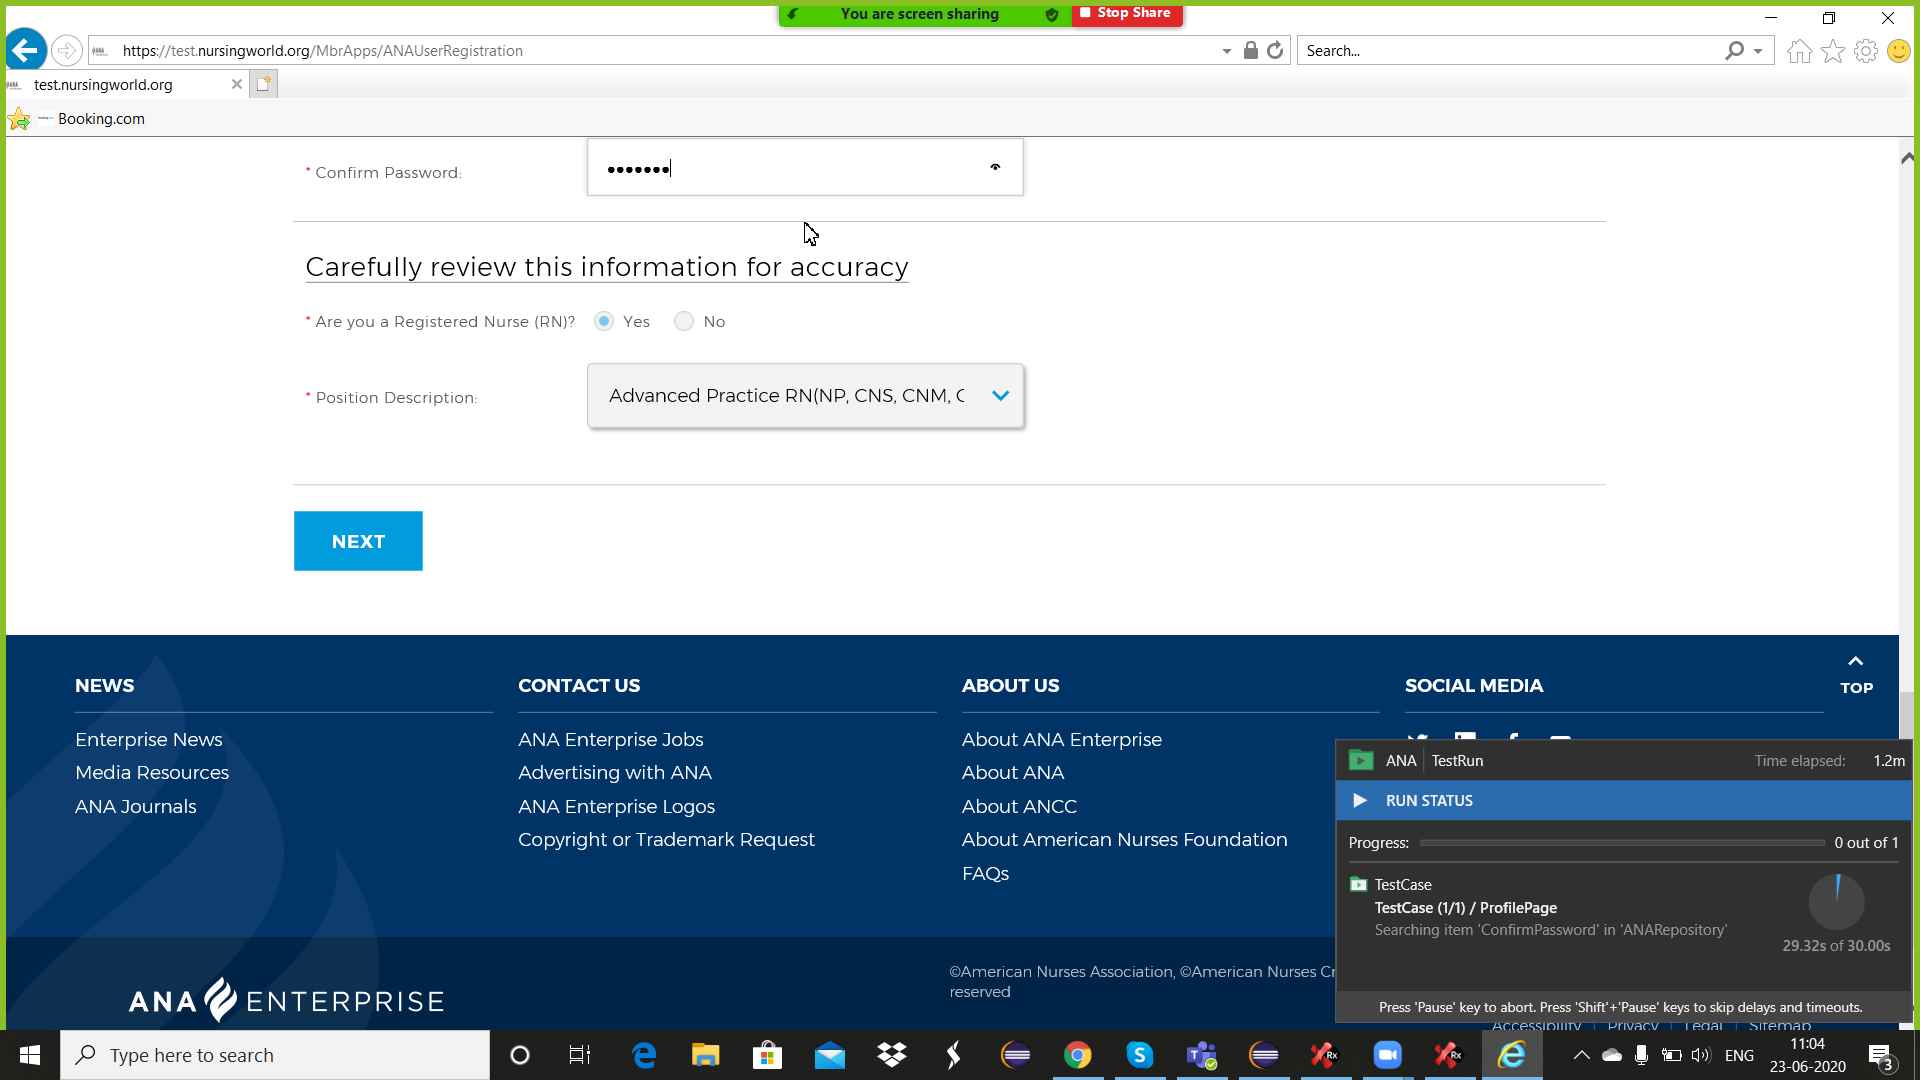 You are screen sharing
Stop Share
https://test.nursingworld.org/MbrApps/ANAUserRegistration
Search...
test.nursingworld.org
Booking.com
* Confirm Password:
Carefully review this information for accuracy
* Are you a Registered Nurse (RN)?
Yes
No
* Position Description:
Advanced Practice RN(NP, CNS, CNM, C
NEXT
NEWS
Enterprise News
Media Resources
ANA Journals
CONTACT US
ANA Enterprise Jobs
Advertising with ANA
ANA Enterprise Logos
Copyright or Trademark Request
ABOUT US
About ANA Enterprise
About ANA
About ANCC
About American Nurses Foundation
FAQs
SOCIAL MEDIA
TOP
ANA TestRun
Time elapsed: 1.2m
RUN STATUS
Progress: 0 out of 1
TestCase
TestCase (1/1) / ProfilePage
Searching item 'ConfirmPassword' in 'ANARepository'
29.32s of 30.00s
Press 'Pause' key to abort. Press 'Shift'+'Pause' keys to skip delays and timeouts.
ANA ENTERPRISE
©American Nurses Association, ©American Nurses Cr
reserved
Accessibility Privacy Legal Sitemap
Type here to search
ENG
11:04
23-06-2020
3